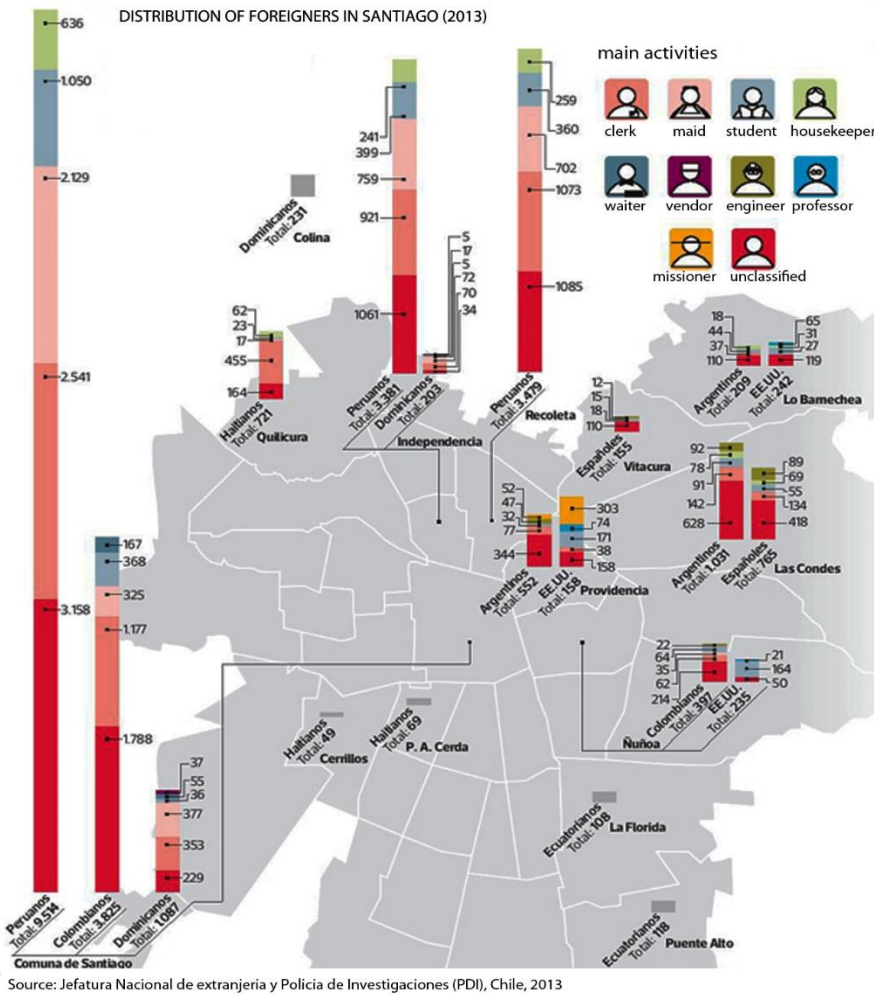 DISTRIBUTION OF FOREIGNERS IN SANTIAGO (2013)
main activities
clerk
maid
student
housekeeper
waiter
vendor
engineer
professor
missioner
unclassified
636
1.050
2.129
2.541
3.158
Peruanos
Total: 9.514
167
368
325
1.177
1.788
Colombianos
Total: 3.825
37
55
36
377
353
229
Dominicanos
Total: 1.087
Comuna de Santiago
Dominicanos
Total: 231
Colina
62
23
17
455
164
Haitianos
Total: 721
Quilicura
241
399
759
921
1061
Peruanos
Total: 3.381
5
17
5
72
70
34
Dominicanos
Total: 203
Independencia
259
360
702
1073
1085
Peruanos
Total: 3.479
Recoleta
12
15
18
110
Españoles
Total: 155
Vitacura
18
44
37
110
Argentinos
Total: 209
65
31
27
119
EE.UU.
Total: 242
Lo Barnechea
92
78
91
142
628
Argentinos
Total: 1.031
89
69
55
134
418
Españoles
Total: 765
Las Condes
52
47
32
77
344
Argentinos
Total: 552
303
74
171
38
158
EE.UU.
Total: 158
Providencia
22
64
35
62
214
Colombianos
Total: 397
21
164
50
EE.UU.
Total: 235
Ñuñoa
Haitianos
Total: 49
Cerrillos
Haitianos
Total: 69
P. A. Cerda
Ecuatorianos
Total: 108
La Florida
Ecuatorianos
Total: 118
Puente Alto
Source: Jefatura Nacional de extranjeria y Policia de Investigaciones (PDI), Chile, 2013